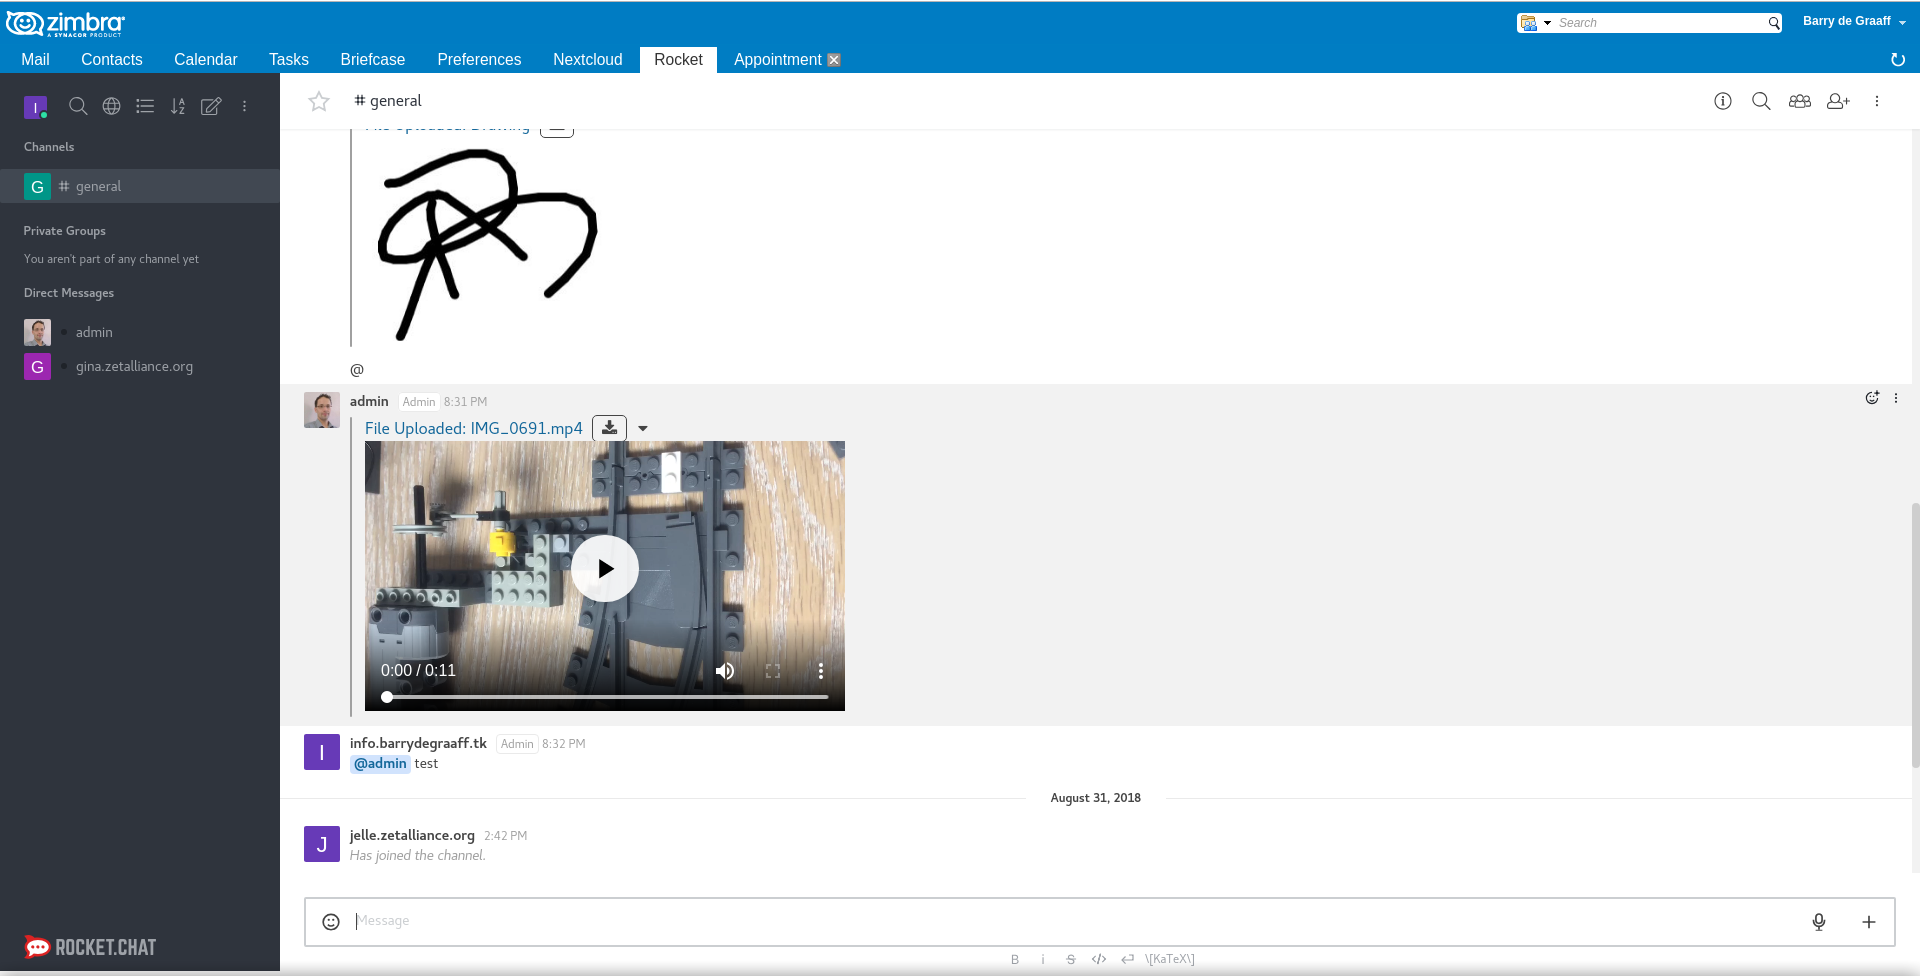 zimbra
A SYNACOR PRODUCT
Search
Barry de Graaff
Mail Contacts Calendar Tasks Briefcase Preferences Nextcloud Rocket Appointment
I
# general
Channels
G # general
Private Groups
You aren't part of any channel yet
Direct Messages
admin
G gina.zetalliance.org
ROCKET.CHAT
File Uploaded: Drawing
@
admin Admin 8:31 PM
File Uploaded: IMG_0691.mp4
0:00 / 0:11
I info.barrydegraaff.tk Admin 8:32 PM
@admin test
August 31, 2018
J jelle.zetalliance.org 2:42 PM
Has joined the channel.
Message
B i S </> \[KaTeX\]